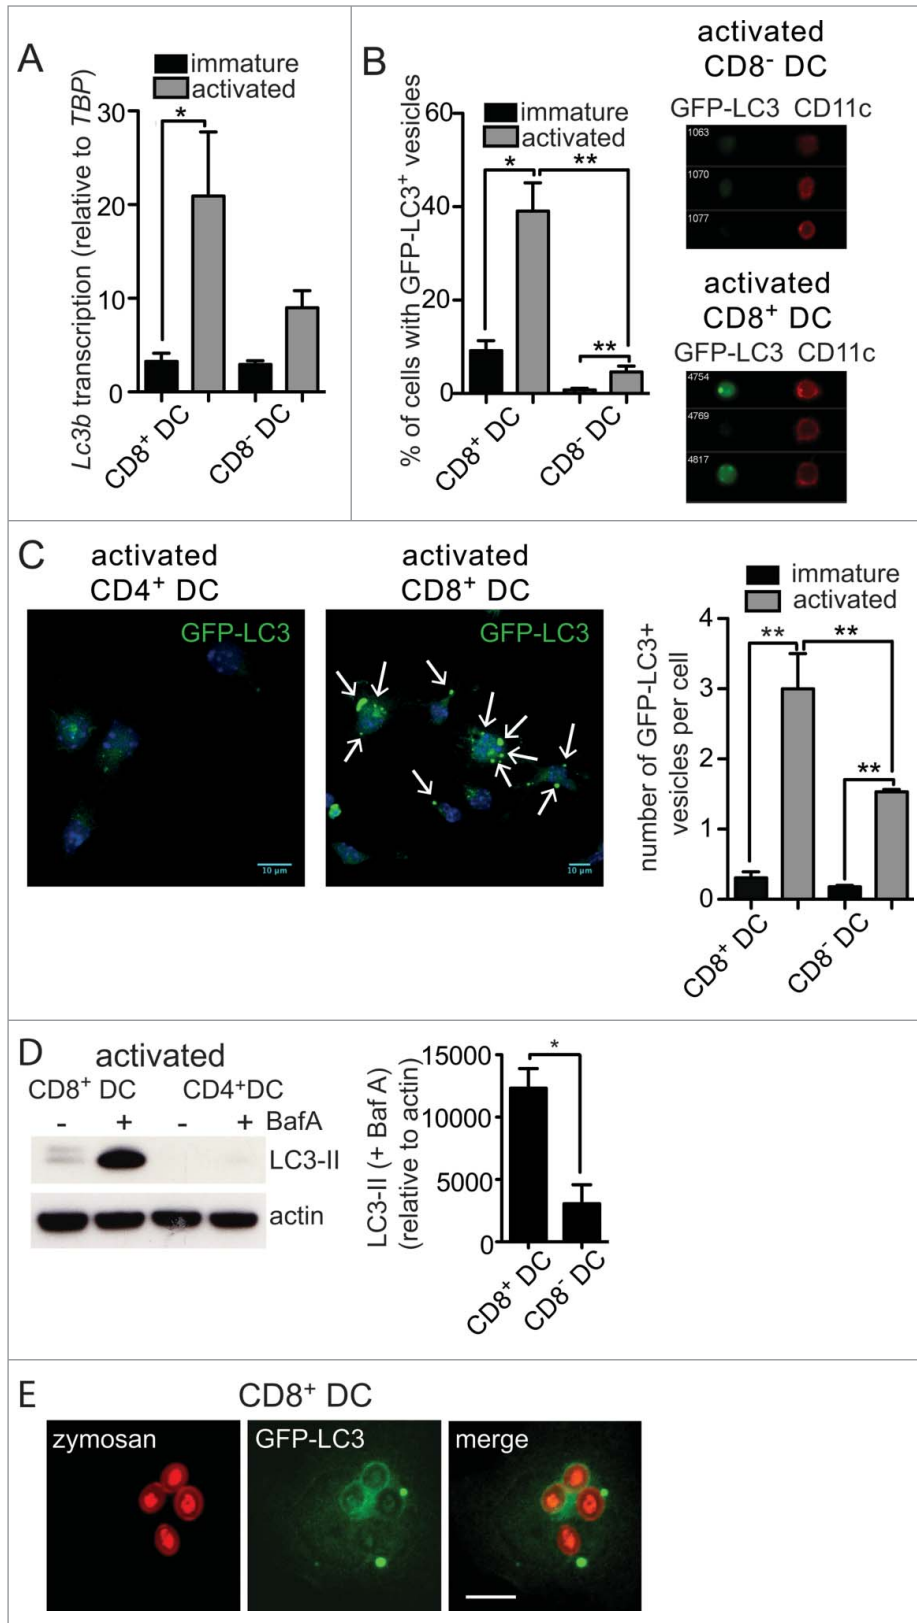 A
immature
activated
Lc3b transcription (relative to TBP)
30
20
10
0
*
CD8⁺ DC
CD8⁻ DC
B
immature
activated
% of cells with GFP-LC3⁺ vesicles
60
40
20
0
*
**
**
CD8⁺ DC
CD8⁻ DC
activated
CD8⁻ DC
GFP-LC3 CD11c
1063
1070
1077
activated
CD8⁺ DC
GFP-LC3 CD11c
4754
4769
4817
C
activated
CD4⁺ DC
GFP-LC3
10 µm
activated
CD8⁺ DC
GFP-LC3
10 µm
immature
activated
number of GFP-LC3+
vesicles per cell
4
3
2
1
0
**
**
**
CD8⁺ DC
CD8⁻ DC
D
activated
CD8⁺ DC CD4⁺DC
- + - + BafA
LC3-II
actin
LC3-II (+ Baf A)
(relative to actin)
15000
10000
5000
0
*
CD8⁺ DC
CD8⁻ DC
E
CD8⁺ DC
zymosan
GFP-LC3
merge